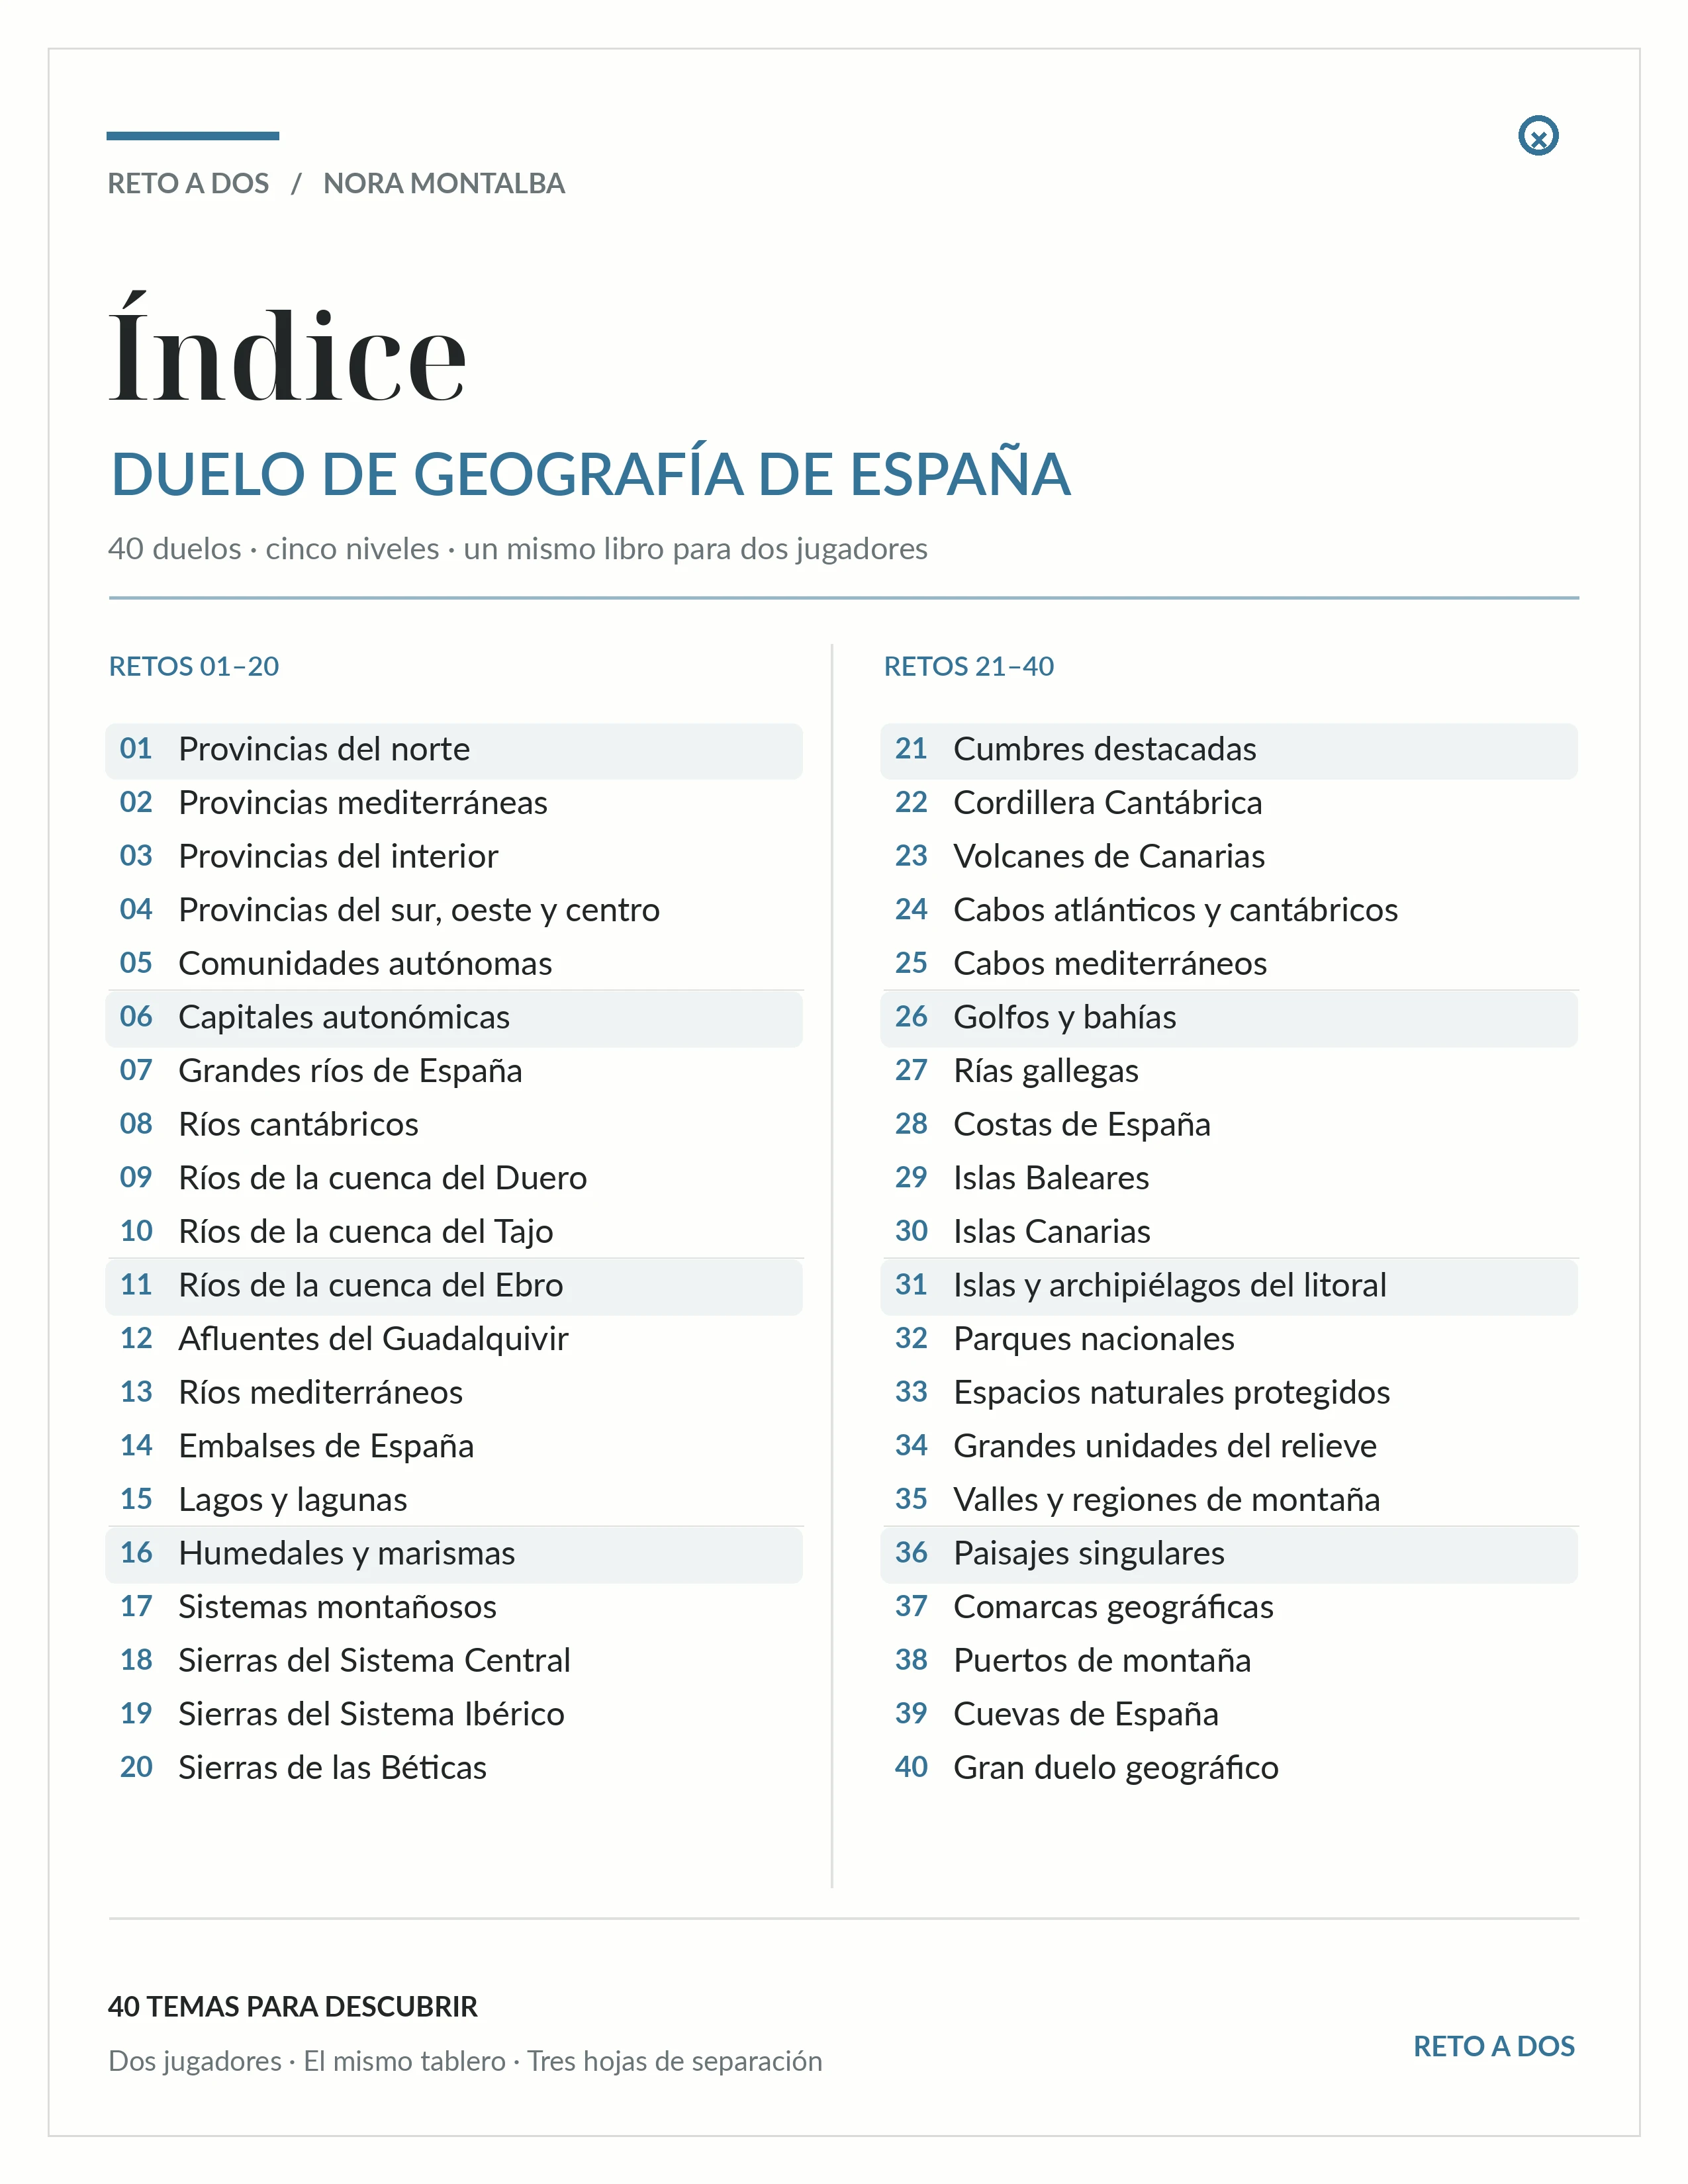 RETO A DOS / NORA MONTALBA
Índice
DUELO DE GEOGRAFÍA DE ESPAÑA
40 duelos · cinco niveles · un mismo libro para dos jugadores
RETOS 01–20
01 Provincias del norte
02 Provincias mediterráneas
03 Provincias del interior
04 Provincias del sur, oeste y centro
05 Comunidades autónomas
06 Capitales autonómicas
07 Grandes ríos de España
08 Ríos cantábricos
09 Ríos de la cuenca del Duero
10 Ríos de la cuenca del Tajo
11 Ríos de la cuenca del Ebro
12 Afluentes del Guadalquivir
13 Ríos mediterráneos
14 Embalses de España
15 Lagos y lagunas
16 Humedales y marismas
17 Sistemas montañosos
18 Sierras del Sistema Central
19 Sierras del Sistema Ibérico
20 Sierras de las Béticas
RETOS 21–40
21 Cumbres destacadas
22 Cordillera Cantábrica
23 Volcanes de Canarias
24 Cabos atlánticos y cantábricos
25 Cabos mediterráneos
26 Golfos y bahías
27 Rías gallegas
28 Costas de España
29 Islas Baleares
30 Islas Canarias
31 Islas y archipiélagos del litoral
32 Parques nacionales
33 Espacios naturales protegidos
34 Grandes unidades del relieve
35 Valles y regiones de montaña
36 Paisajes singulares
37 Comarcas geográficas
38 Puertos de montaña
39 Cuevas de España
40 Gran duelo geográfico
40 TEMAS PARA DESCUBRIR
Dos jugadores · El mismo tablero · Tres hojas de separación
RETO A DOS